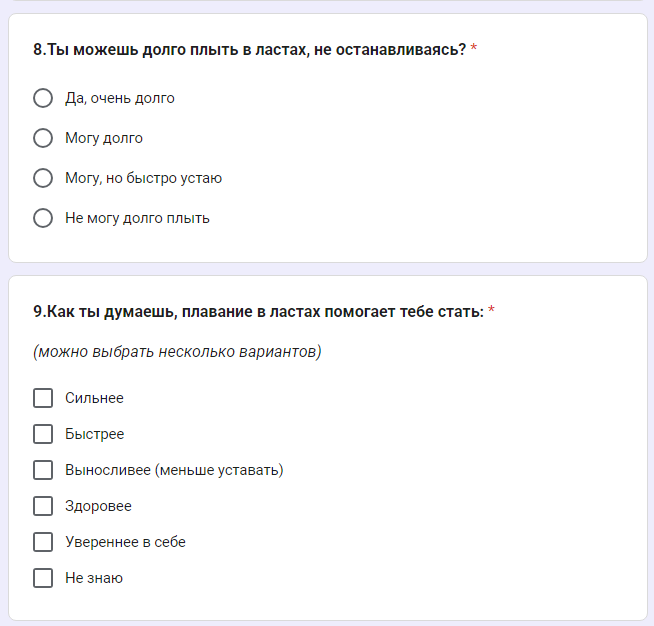 8.Ты можешь долго плыть в ластах, не останавливаясь? *
Да, очень долго
Могу долго
Могу, но быстро устаю
Не могу долго плыть
9.Как ты думаешь, плавание в ластах помогает тебе стать: *
(можно выбрать несколько вариантов)
Сильнее
Быстрее
Выносливее (меньше уставать)
Здоровее
Увереннее в себе
Не знаю